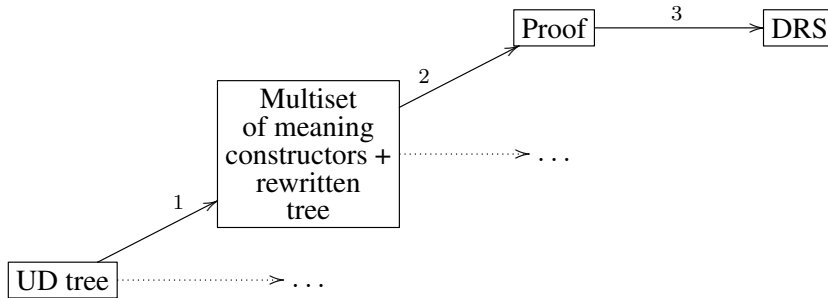 Proof
3
DRS
2
Multiset
of meaning
constructors +
rewritten
tree
...
1
UD tree
...